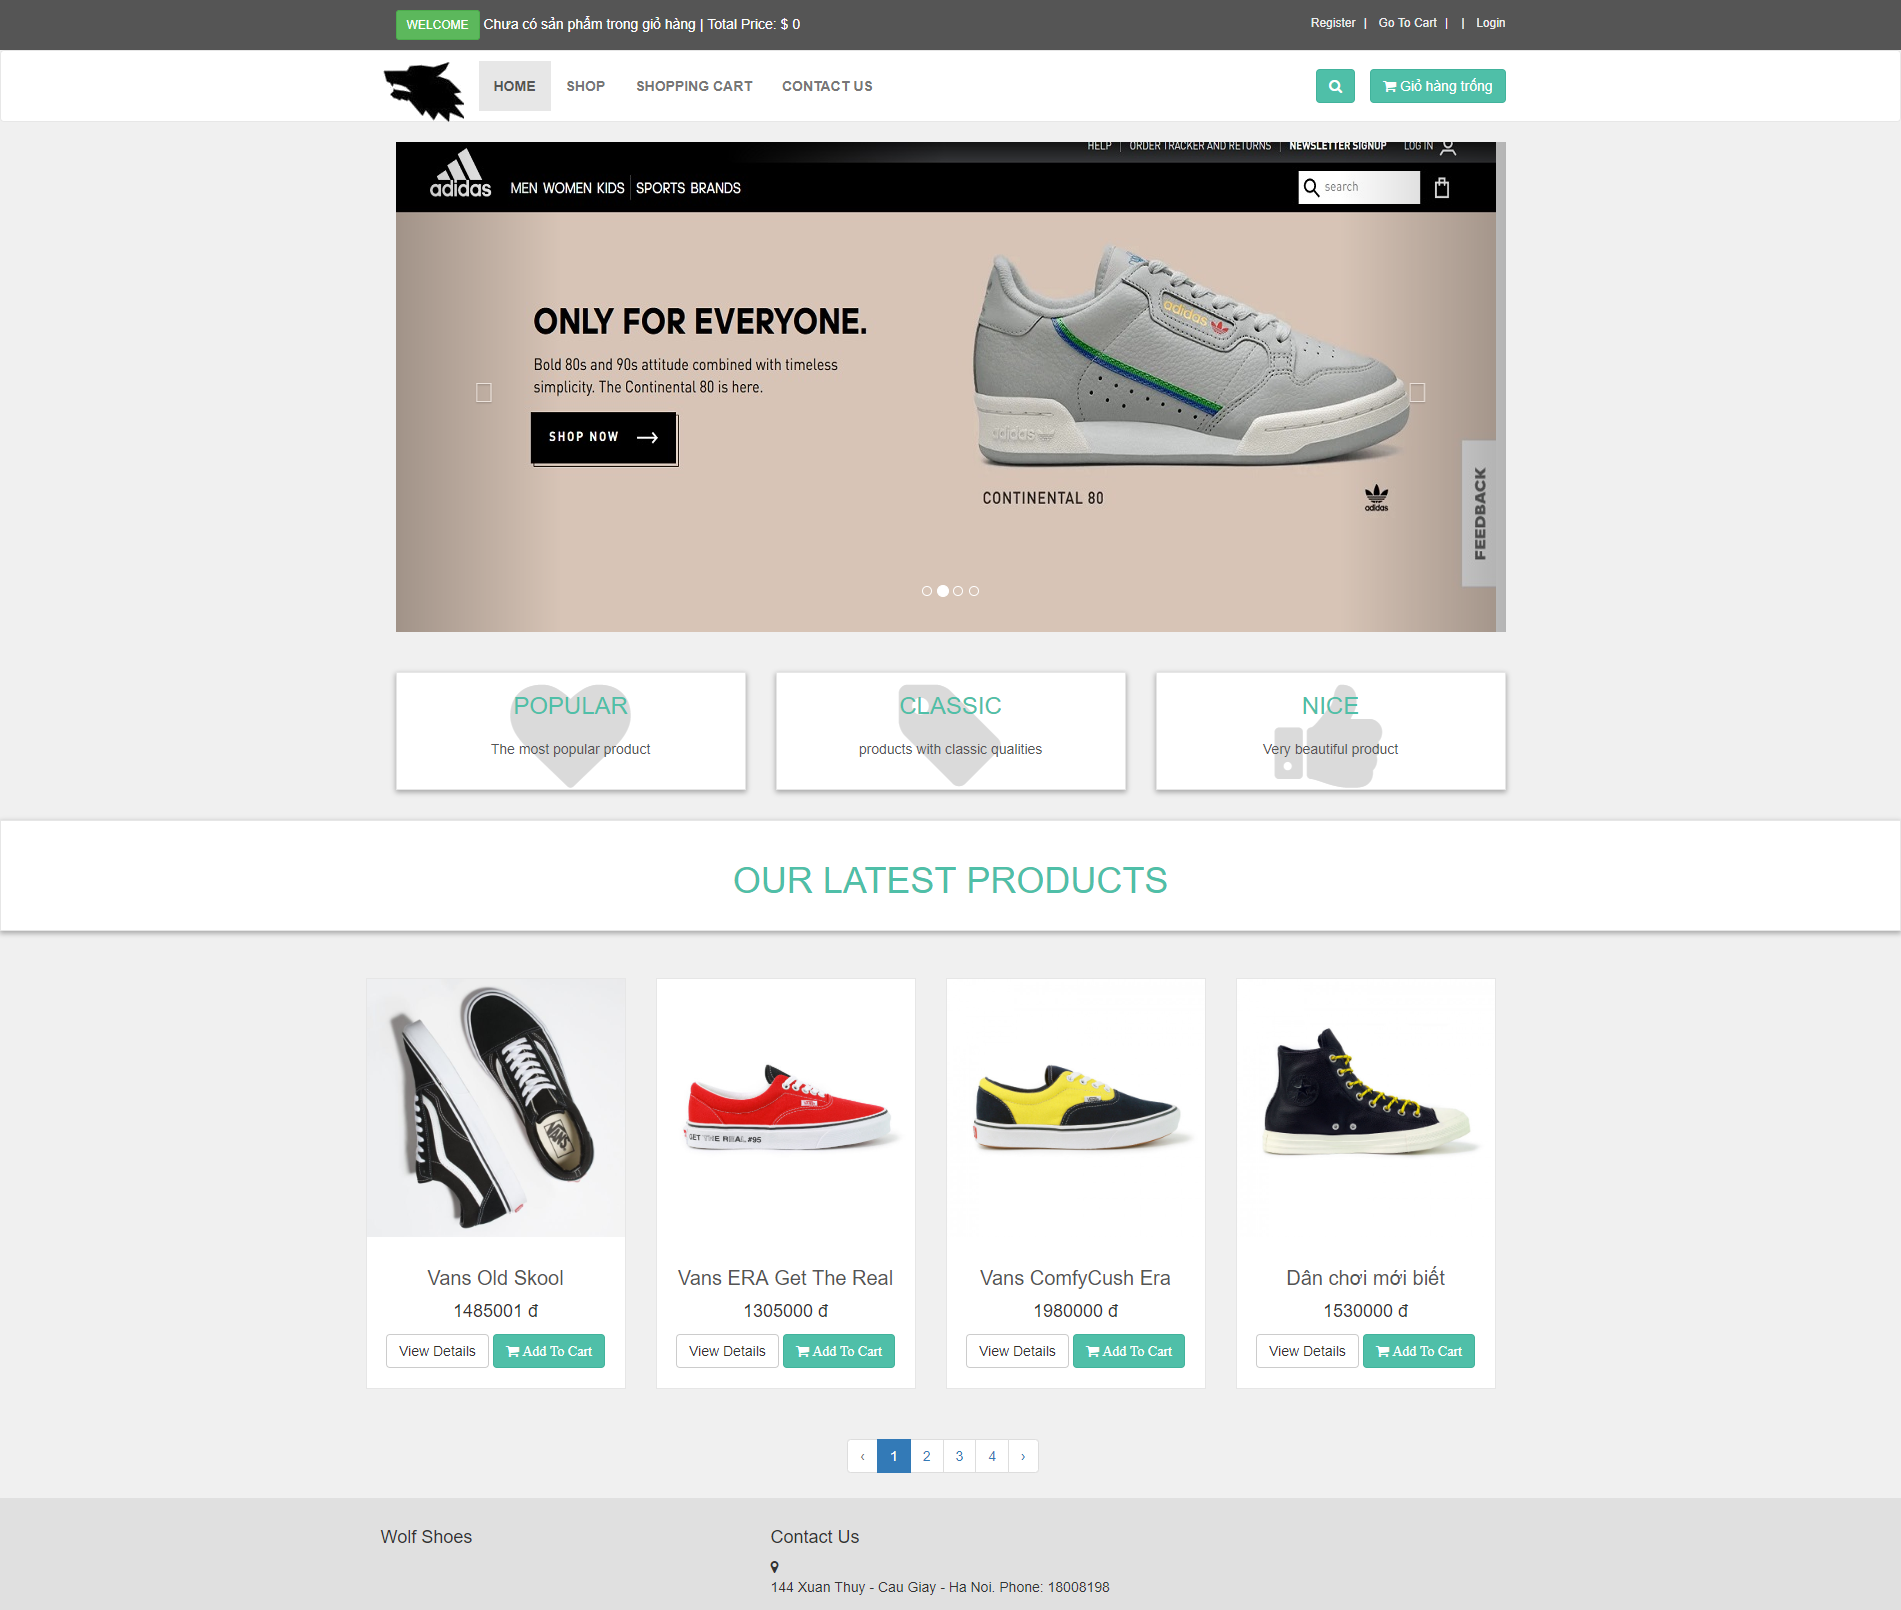 WELCOME Chưa có sản phẩm trong giỏ hàng | Total Price: $ 0
Register | Go To Cart | | Login
HOME SHOP SHOPPING CART CONTACT US
Giỏ hàng trống
HELP | ORDER TRACKER AND RETURNS | NEWSLETTER SIGNUP LOG IN
adidas
MEN WOMEN KIDS | SPORTS BRANDS
search
ONLY FOR EVERYONE.
Bold 80s and 90s attitude combined with timeless
simplicity. The Continental 80 is here.
SHOP NOW
adidas
adidas
CONTINENTAL 80
adidas
FEEDBACK
POPULAR
The most popular product
CLASSIC
products with classic qualities
NICE
Very beautiful product
OUR LATEST PRODUCTS
VANS
GET THE REAL #95
Vans Old Skool
1485001 đ
View Details Add To Cart
Vans ERA Get The Real
1305000 đ
View Details Add To Cart
Vans ComfyCush Era
1980000 đ
View Details Add To Cart
Dân chơi mới biết
1530000 đ
View Details Add To Cart
‹ 1 2 3 4 ›
Wolf Shoes
Contact Us
144 Xuan Thuy - Cau Giay - Ha Noi. Phone: 18008198